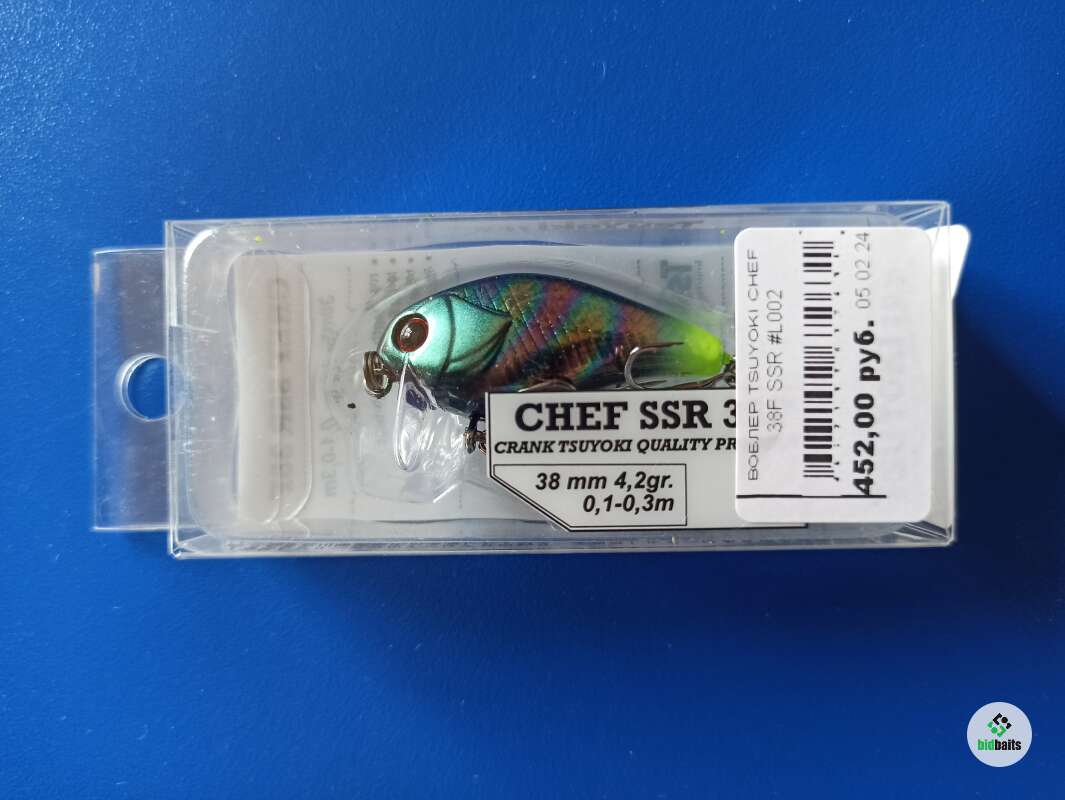 CHEF SSR 3
CRANK TSUYOKI QUALITY PR
38 mm 4,2gr.
0,1-0,3m
ВОБЛЕР TSUYOKI CHEF
38F SSR #L002
452,00 руб.
05 02 24
bidbaits